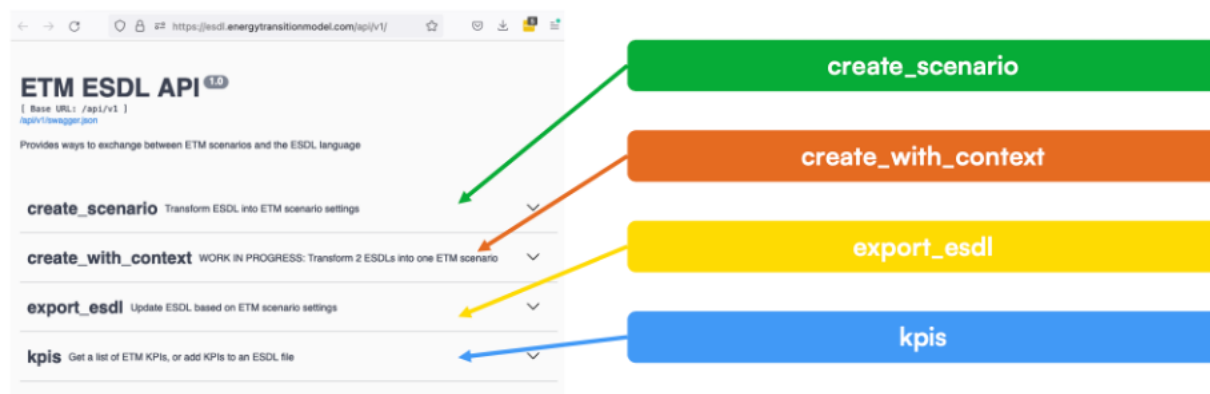 https://esdl.energytransitionmodel.com/api/v1/
ETM ESDL API 1.0
[ Base URL: /api/v1 ]
/api/v1/swagger.json
Provides ways to exchange between ETM scenarios and the ESDL language
create_scenario Transform ESDL into ETM scenario settings
create_with_context WORK IN PROGRESS: Transform 2 ESDLs into one ETM scenario
export_esdl Update ESDL based on ETM scenario settings
kpis Get a list of ETM KPIs, or add KPIs to an ESDL file
create_scenario
create_with_context
export_esdl
kpis